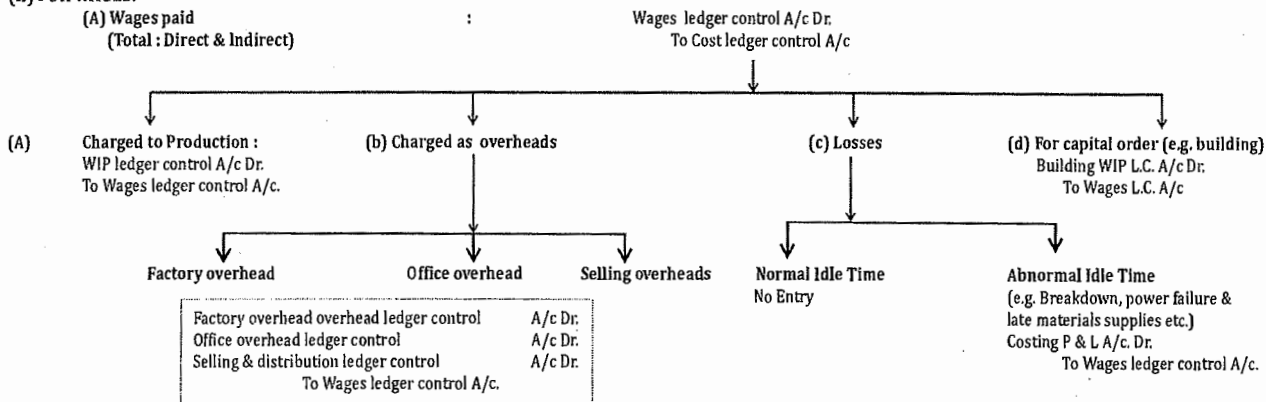 (A) Wages paid : Wages ledger control A/c Dr.
(Total : Direct & Indirect) To Cost ledger control A/c
(A) Charged to Production : (b) Charged as overheads (c) Losses (d) For capital order (e.g. building)
WIP ledger control A/c Dr. Building WIP L.C. A/c Dr.
To Wages ledger control A/c. To Wages L.C. A/c
Factory overhead Office overhead Selling overheads Normal Idle Time Abnormal Idle Time
No Entry (e.g. Breakdown, power failure &
Factory overhead overhead ledger control A/c Dr. late materials supplies etc.)
Office overhead ledger control A/c Dr. Costing P & L A/c. Dr.
Selling & distribution ledger control A/c Dr. To Wages ledger control A/c.
To Wages ledger control A/c.